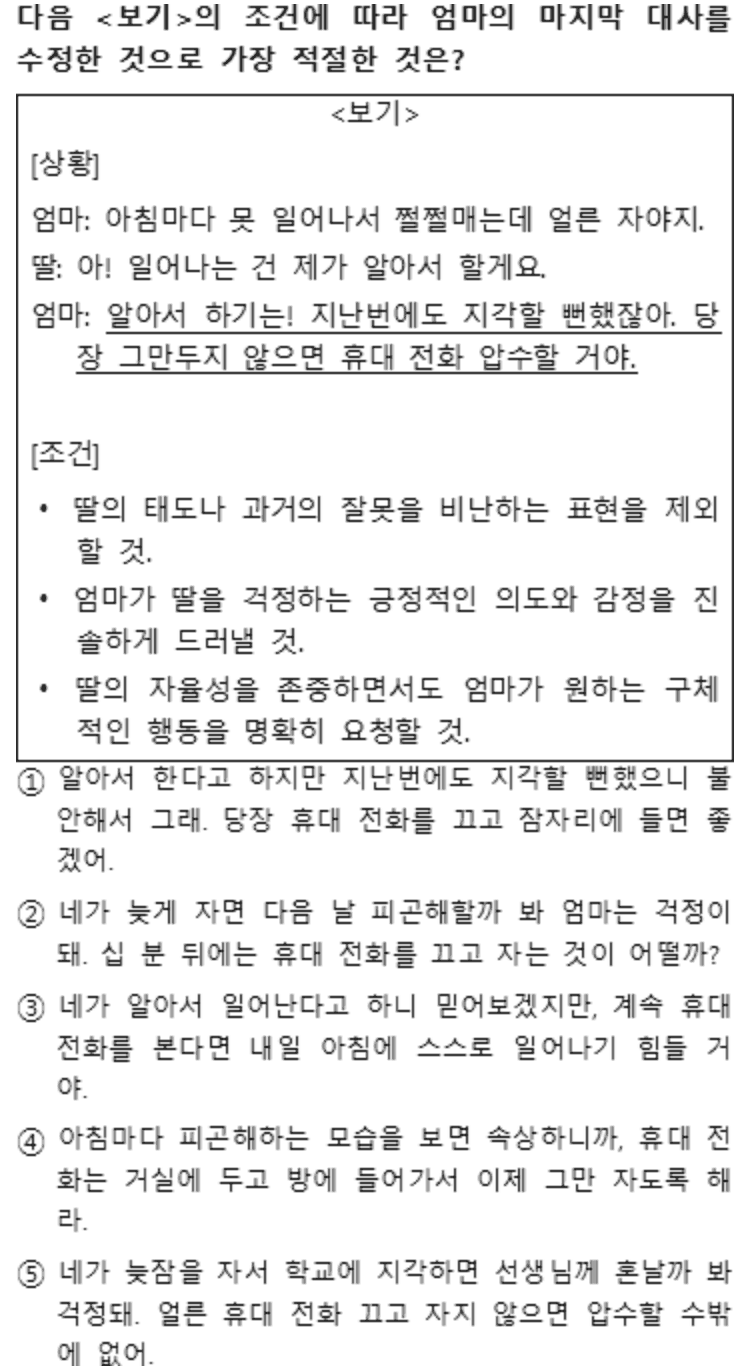 다음 <보기>의 조건에 따라 엄마의 마지막 대사를
수정한 것으로 가장 적절한 것은?
<보기>
[상황]
엄마: 아침마다 못 일어나서 쩔쩔매는데 얼른 자야지.
딸: 아! 일어나는 건 제가 알아서 할게요.
엄마: 알아서 하기는! 지난번에도 지각할 뻔했잖아. 당
장 그만두지 않으면 휴대 전화 압수할 거야.
[조건]
• 딸의 태도나 과거의 잘못을 비난하는 표현을 제외
할 것.
• 엄마가 딸을 걱정하는 긍정적인 의도와 감정을 진
솔하게 드러낼 것.
• 딸의 자율성을 존중하면서도 엄마가 원하는 구체
적인 행동을 명확히 요청할 것.
① 알아서 한다고 하지만 지난번에도 지각할 뻔했으니 불
안해서 그래. 당장 휴대 전화를 끄고 잠자리에 들면 좋
겠어.
② 네가 늦게 자면 다음 날 피곤해할까 봐 엄마는 걱정이
돼. 십 분 뒤에는 휴대 전화를 끄고 자는 것이 어떨까?
③ 네가 알아서 일어난다고 하니 믿어보겠지만, 계속 휴대
전화를 본다면 내일 아침에 스스로 일어나기 힘들 거
야.
④ 아침마다 피곤해하는 모습을 보면 속상하니까, 휴대 전
화는 거실에 두고 방에 들어가서 이제 그만 자도록 해
라.
⑤ 네가 늦잠을 자서 학교에 지각하면 선생님께 혼날까 봐
걱정돼. 얼른 휴대 전화 끄고 자지 않으면 압수할 수밖
에 없어.